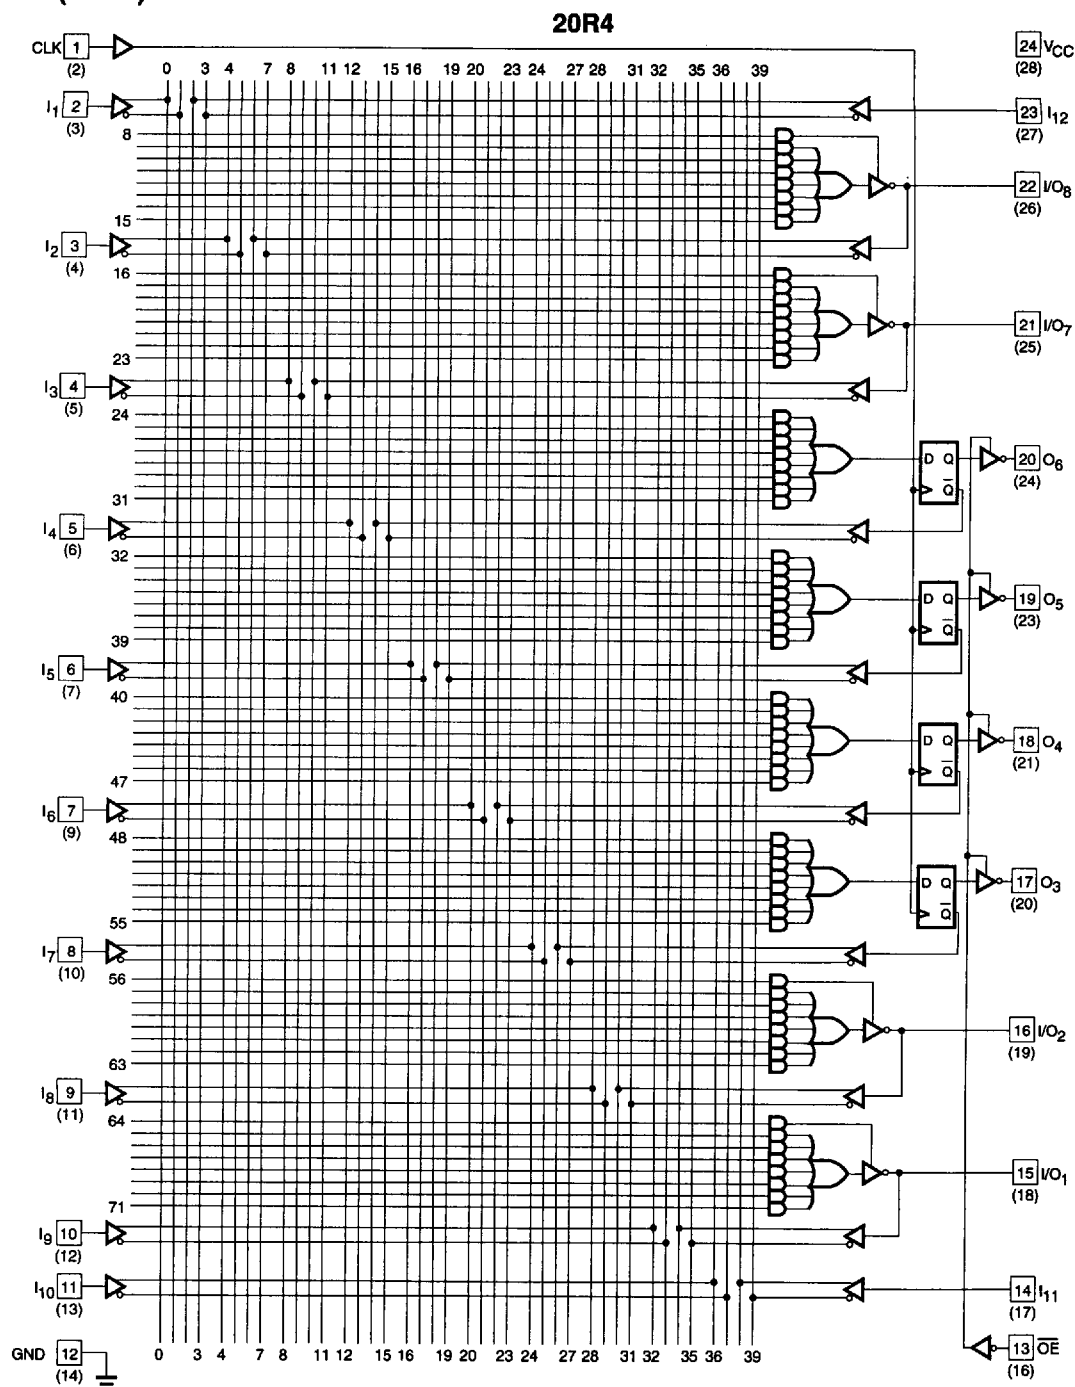 20R4
CLK 1 (2)
24 VCC (28)
0 3 4 7 8 11 12 15 16 19 20 23 24 27 28 31 32 35 36 39
I1 2 (3)
23 I12 (27)
8
22 I/O8 (26)
15
I2 3 (4)
16
21 I/O7 (25)
23
I3 4 (5)
24
D Q
20 O6 (24)
Q̅
31
I4 5 (6)
32
D Q
19 O5 (23)
Q̅
39
I5 6 (7)
40
D Q
18 O4 (21)
Q̅
47
I6 7 (9)
48
D Q
17 O3 (20)
Q̅
55
I7 8 (10)
56
16 I/O2 (19)
63
I8 9 (11)
64
15 I/O1 (18)
71
I9 10 (12)
I10 11 (13)
14 I11 (17)
GND 12 (14)
0 3 4 7 8 11 12 15 16 19 20 23 24 27 28 31 32 35 36 39
13 O̅E̅ (16)